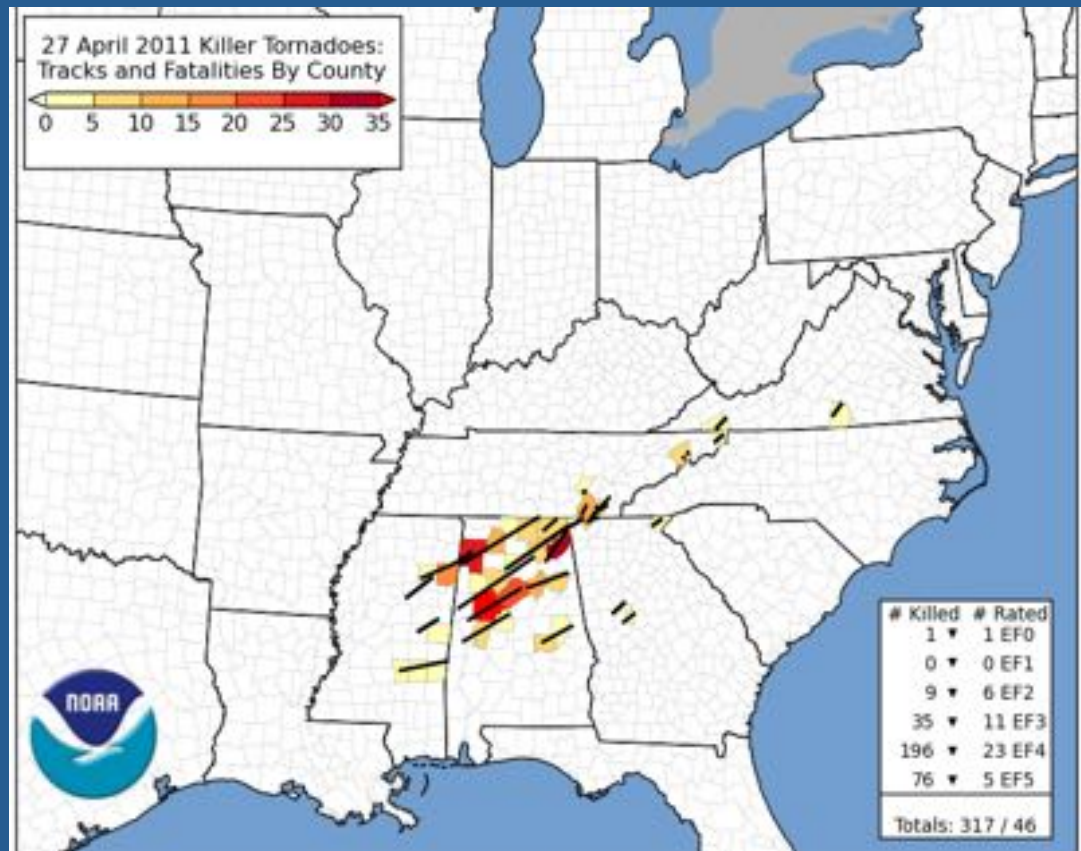 27 April 2011 Killer Tornadoes:
Tracks and Fatalities By County
0 5 10 15 20 25 30 35
NOAA
# Killed # Rated
1 ▼ 1 EF0
0 ▼ 0 EF1
9 ▼ 6 EF2
35 ▼ 11 EF3
196 ▼ 23 EF4
76 ▼ 5 EF5
Totals: 317 / 46